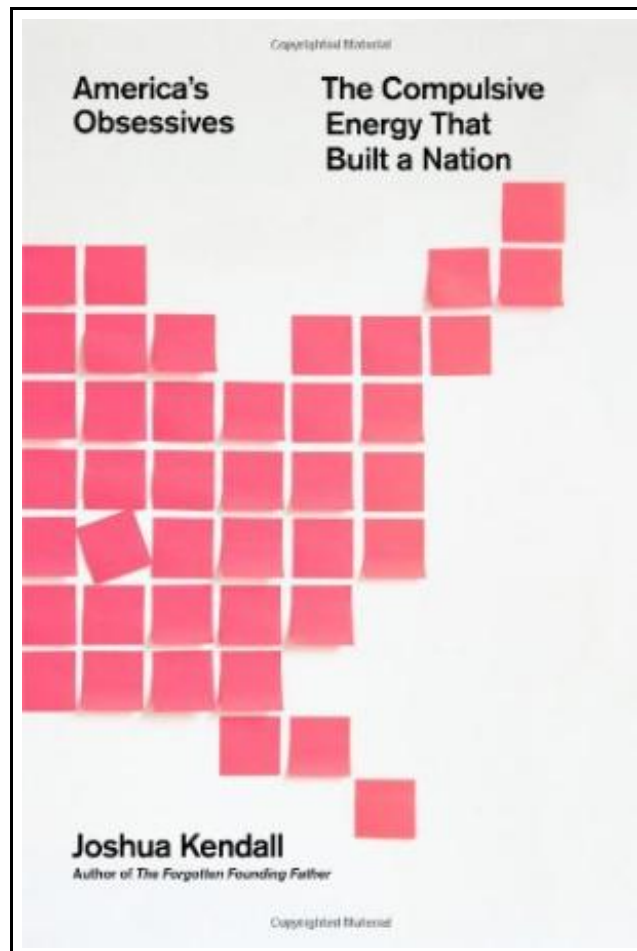 Copyrighted Material
America's
Obsessives
The Compulsive
Energy That
Built a Nation
Joshua Kendall
Author of The Forgotten Founding Father
Copyrighted Material